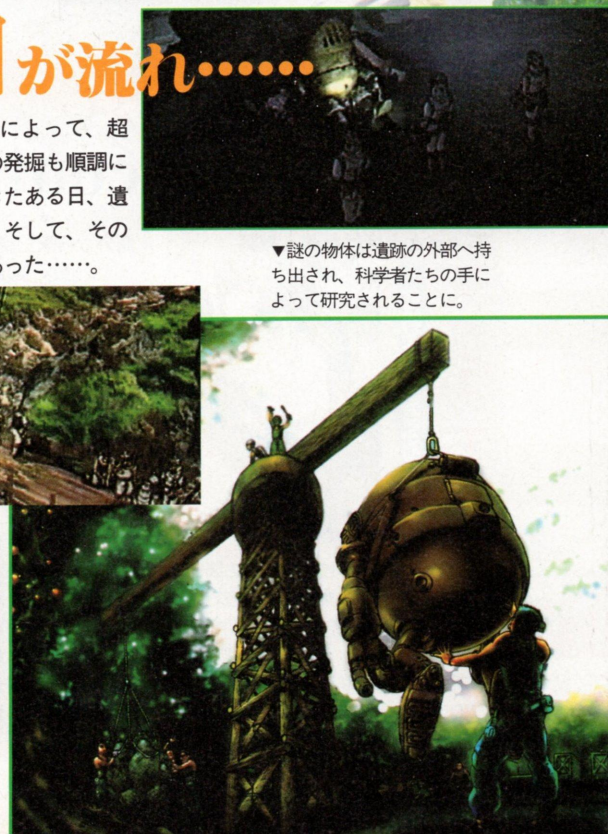 が流れ……
によって、超
の発掘も順調に
たある日、遺
そして、その
った……。
▼謎の物体は遺跡の外部へ持
ち出され、科学者たちの手に
よって研究されることに。